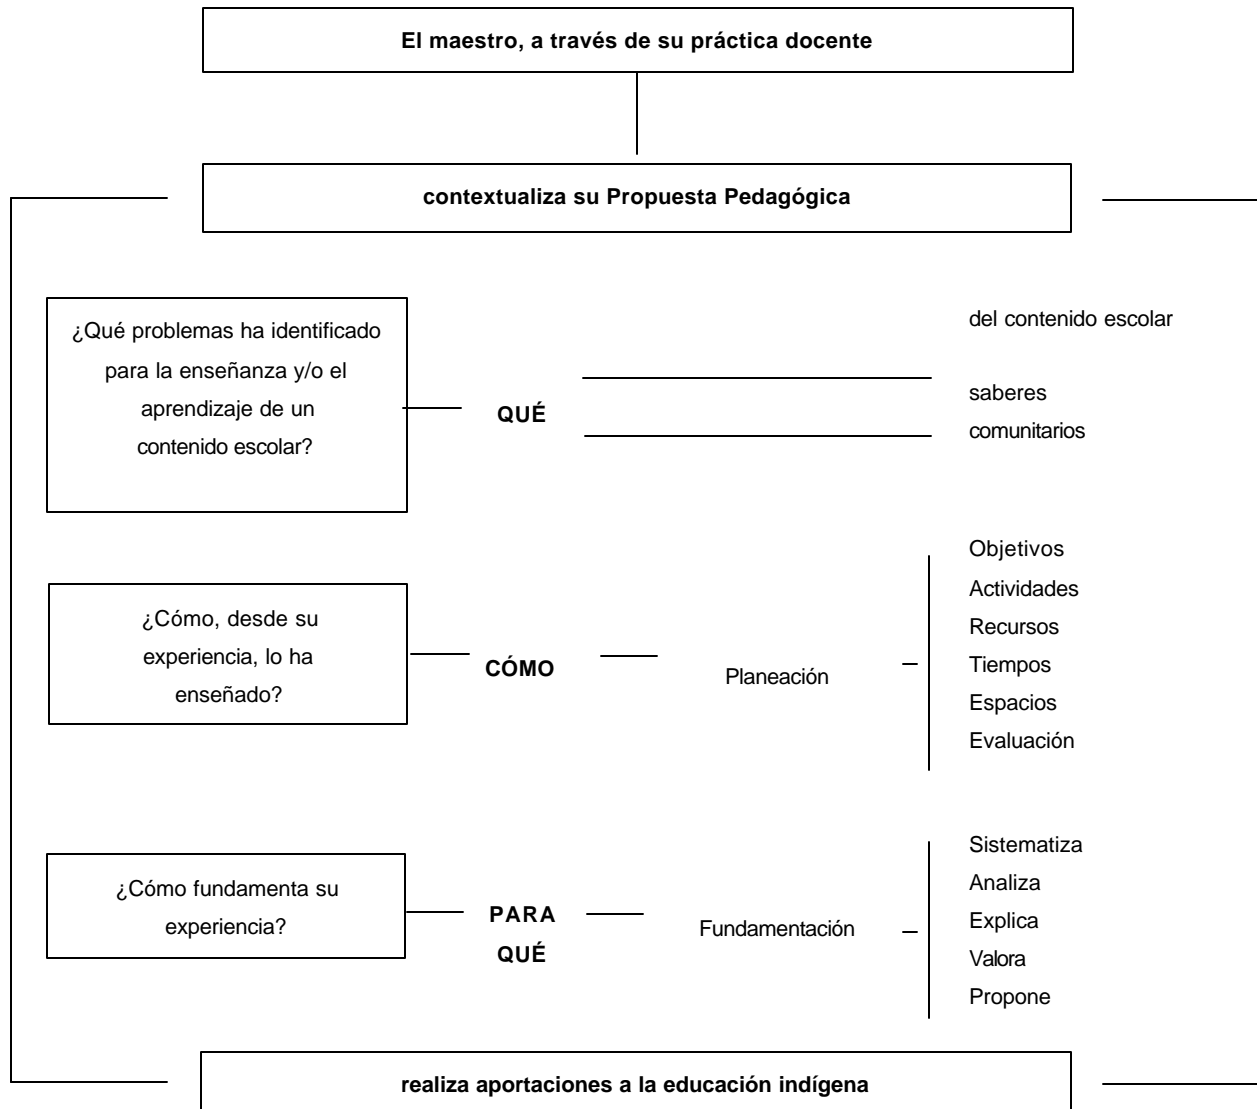 El maestro, a través de su práctica docente
contextualiza su Propuesta Pedagógica
¿Qué problemas ha identificado
para la enseñanza y/o el
aprendizaje de un
contenido escolar?
QUÉ
del contenido escolar
saberes
comunitarios
¿Cómo, desde su
experiencia, lo ha
enseñado?
CÓMO
Planeación
Objetivos
Actividades
Recursos
Tiempos
Espacios
Evaluación
¿Cómo fundamenta su
experiencia?
PARA
QUÉ
Fundamentación
Sistematiza
Analiza
Explica
Valora
Propone
realiza aportaciones a la educación indígena